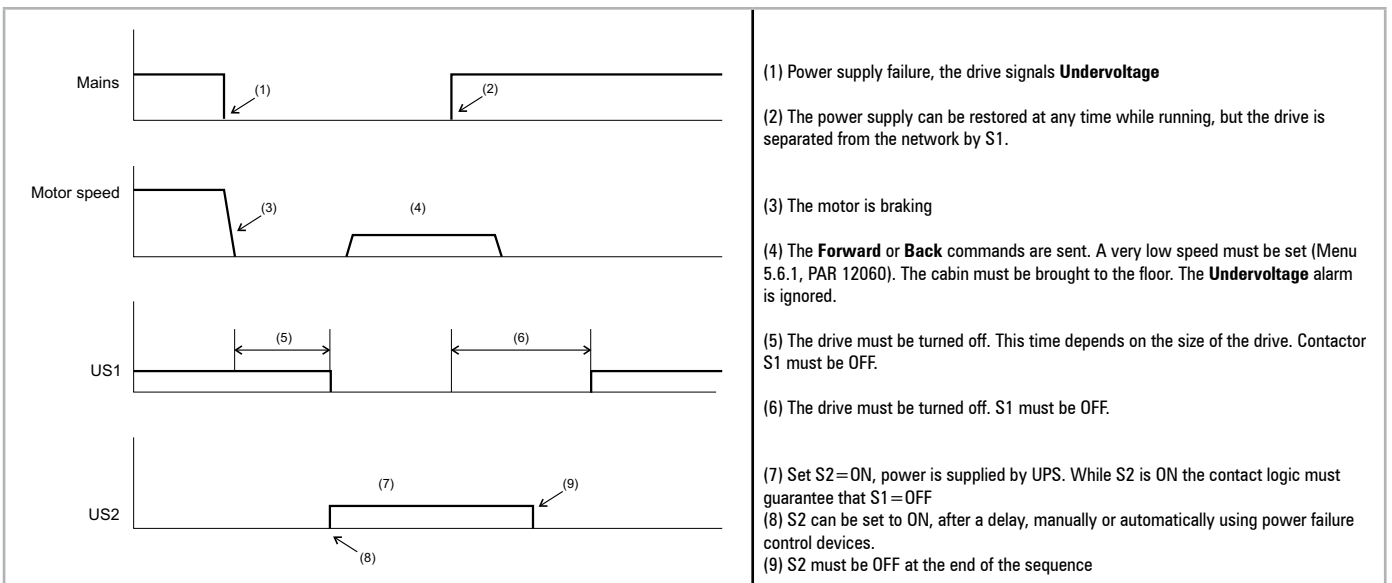 Mains
(1)
(2)
Motor speed
(3)
(4)
US1
(5)
(6)
US2
(7)
(8)
(9)
(1) Power supply failure, the drive signals Undervoltage
(2) The power supply can be restored at any time while running, but the drive is
separated from the network by S1.
(3) The motor is braking
(4) The Forward or Back commands are sent. A very low speed must be set (Menu
5.6.1, PAR 12060). The cabin must be brought to the floor. The Undervoltage alarm
is ignored.
(5) The drive must be turned off. This time depends on the size of the drive. Contactor
S1 must be OFF.
(6) The drive must be turned off. S1 must be OFF.
(7) Set S2=ON, power is supplied by UPS. While S2 is ON the contact logic must
guarantee that S1=OFF
(8) S2 can be set to ON, after a delay, manually or automatically using power failure
control devices.
(9) S2 must be OFF at the end of the sequence